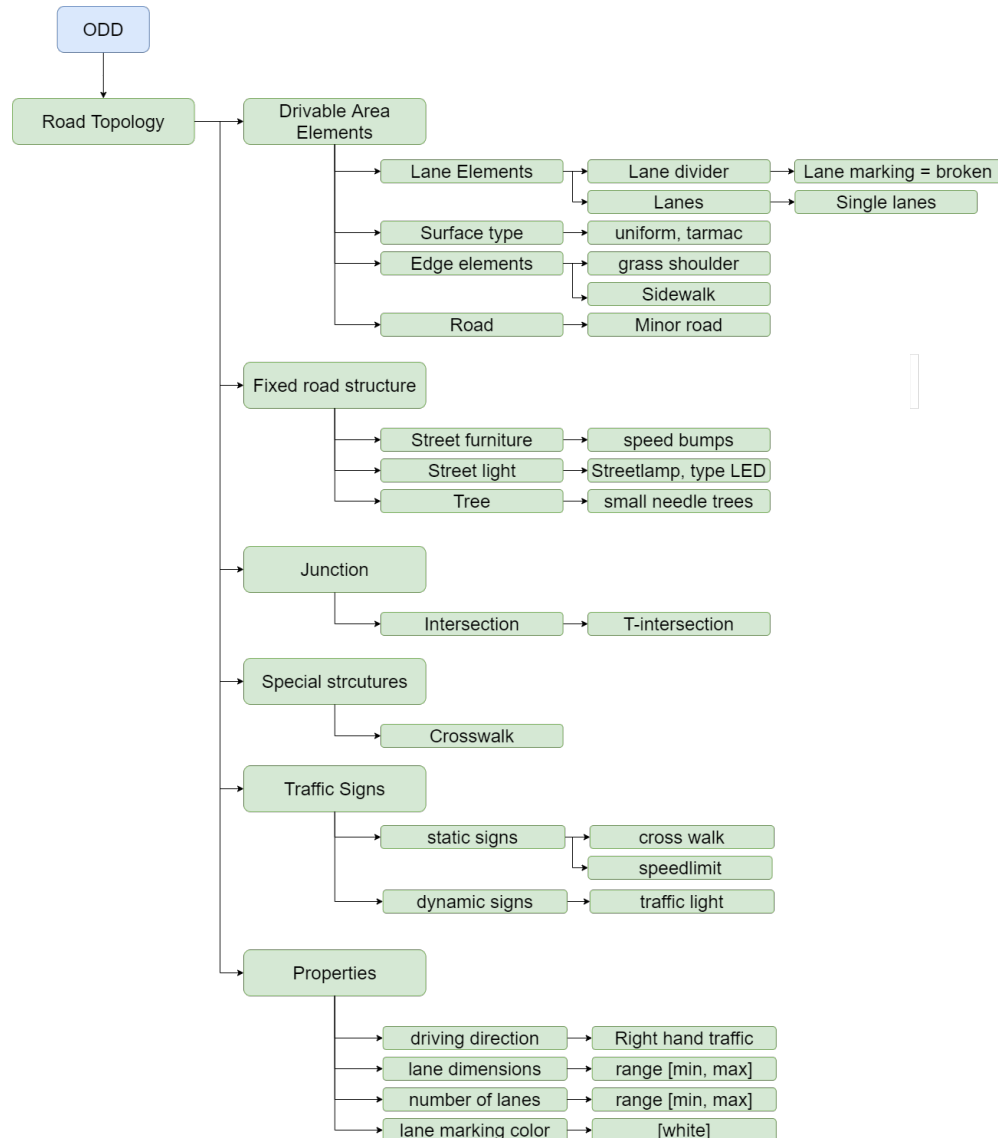 ODD
Road Topology
Drivable Area
Elements
Lane Elements
Lane divider
Lane marking = broken
Lanes
Single lanes
Surface type
uniform, tarmac
Edge elements
grass shoulder
Sidewalk
Road
Minor road
Fixed road structure
Street furniture
speed bumps
Street light
Streetlamp, type LED
Tree
small needle trees
Junction
Intersection
T-intersection
Special strcutures
Crosswalk
Traffic Signs
static signs
cross walk
speedlimit
dynamic signs
traffic light
Properties
driving direction
Right hand traffic
lane dimensions
range [min, max]
number of lanes
range [min, max]
lane marking color
[white]